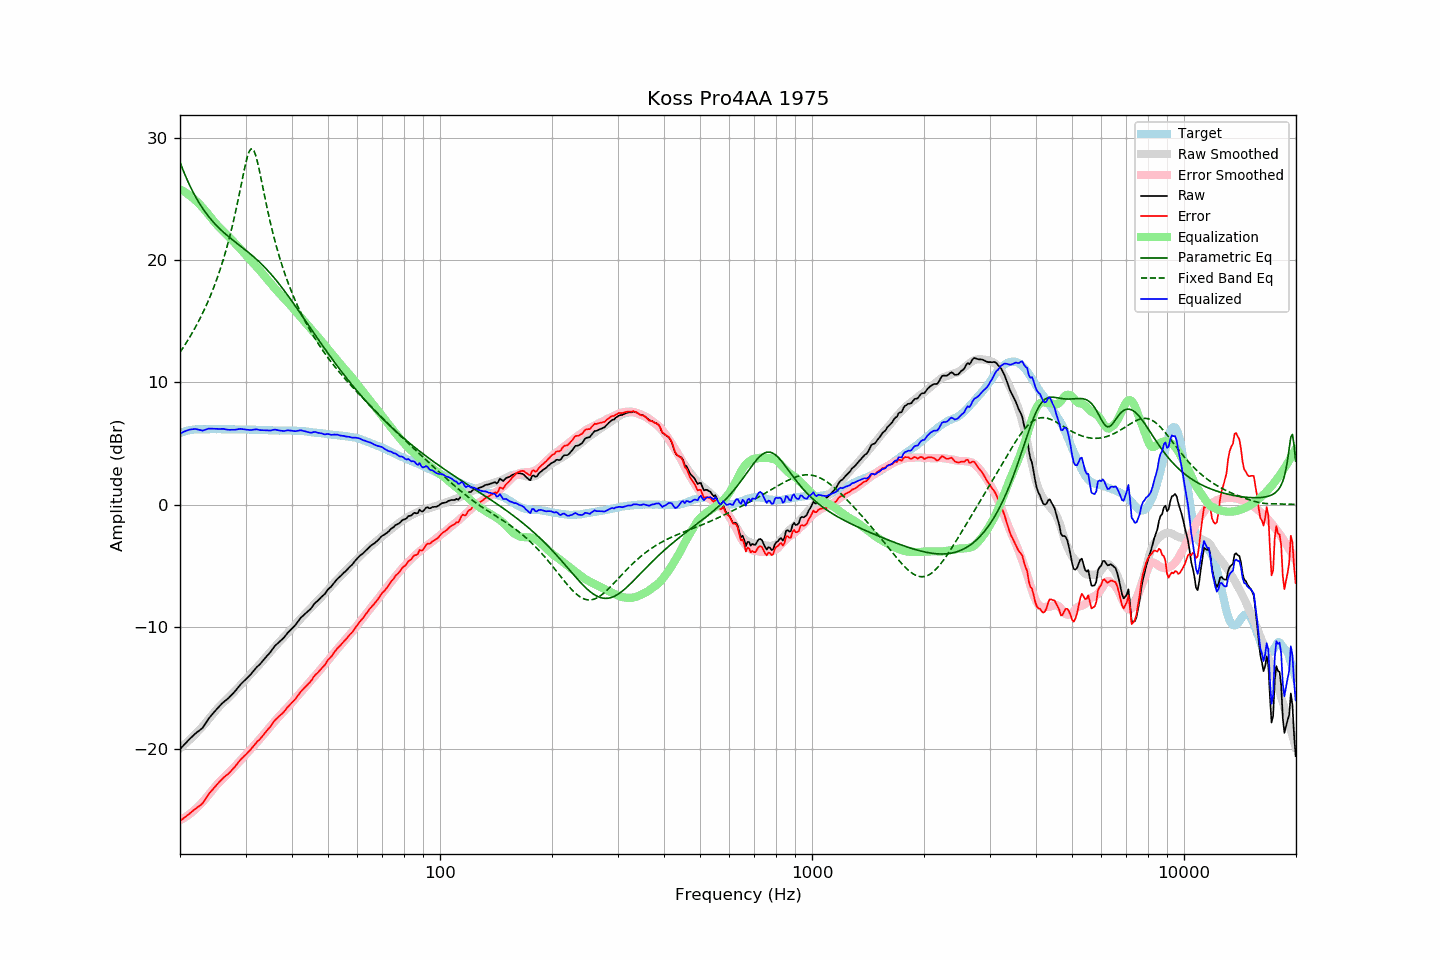 Koss Pro4AA 1975
Target
Raw Smoothed
Error Smoothed
Raw
Error
Equalization
Parametric Eq
Fixed Band Eq
Equalized
Amplitude (dBr)
30
20
10
0
−10
−20
100
1000
10000
Frequency (Hz)